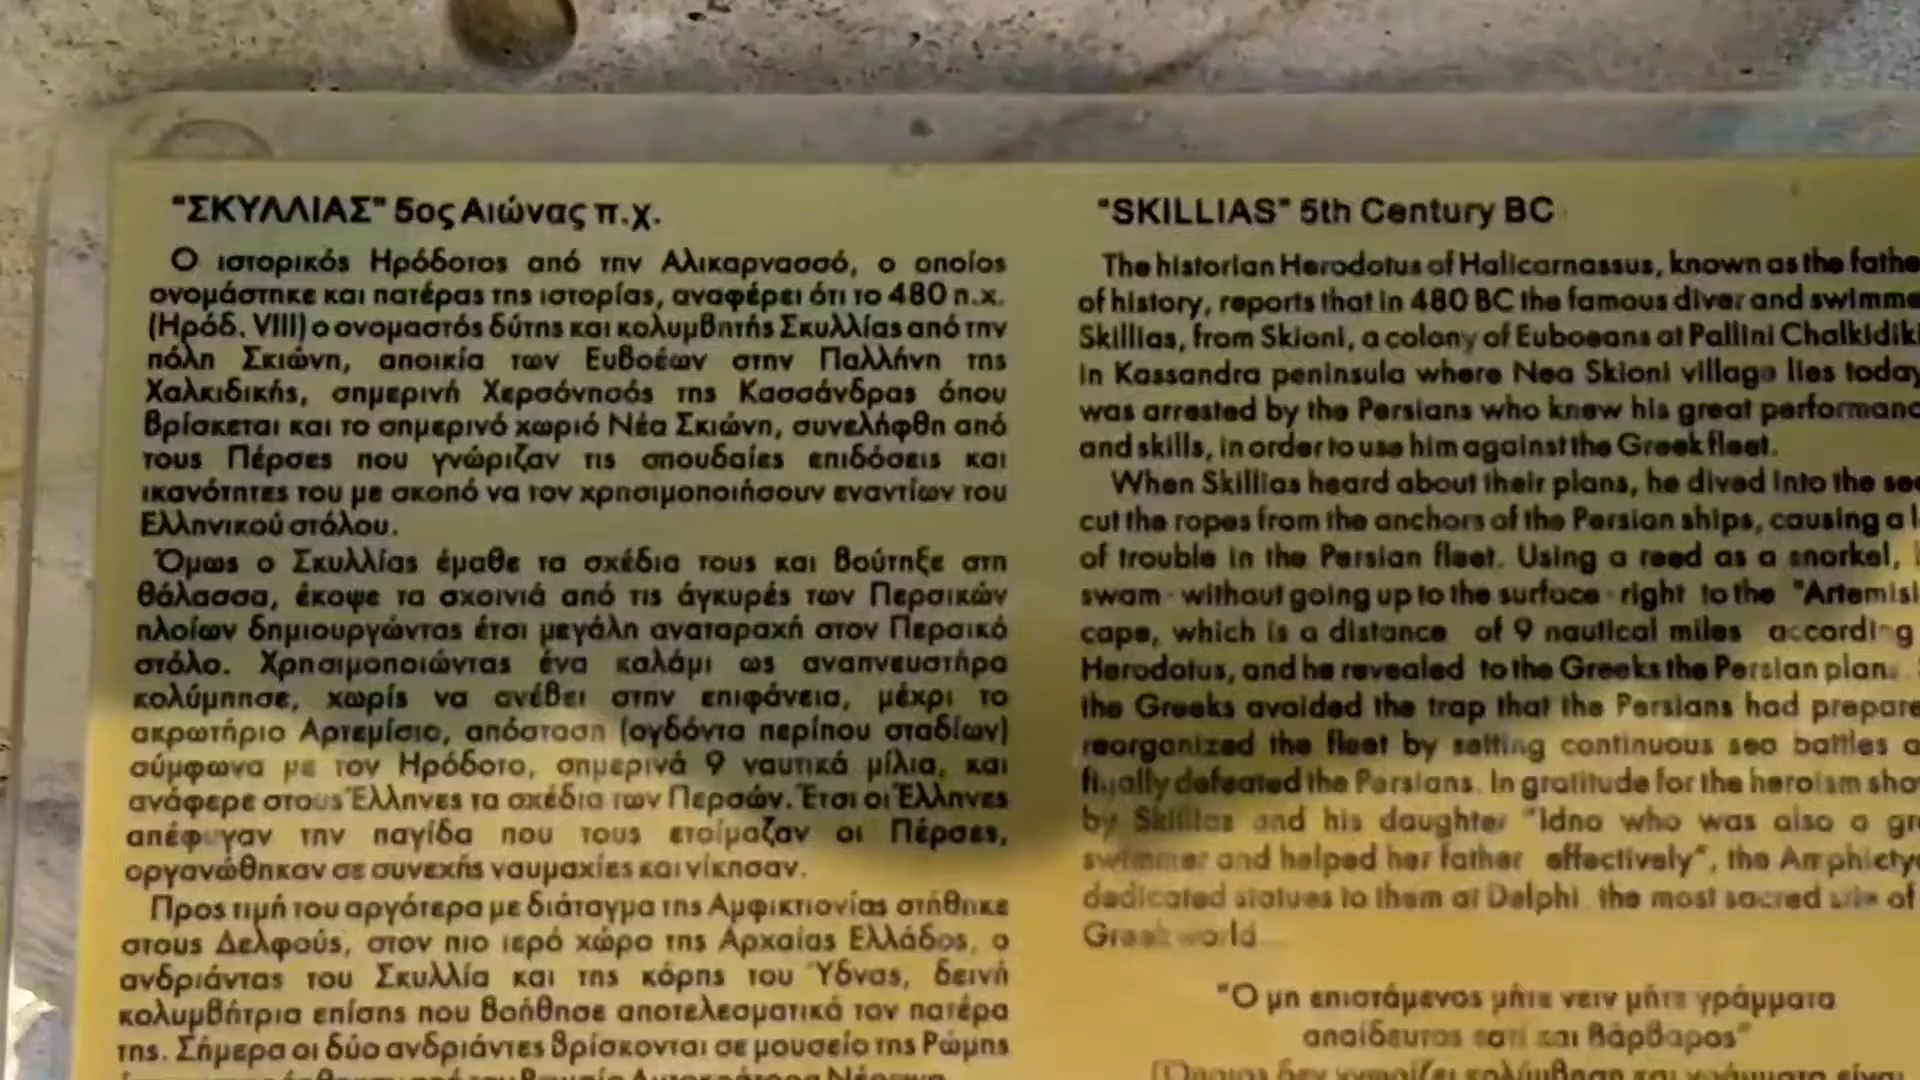 "ΣΚΥΛΛΙΑΣ" 5ος Αιώνας π.χ.
Ο ιστορικός Ηρόδοτος από την Αλικαρνασσό, ο οποίος
ονομάστηκε και πατέρας της ιστορίας, αναφέρει ότι το 480 π.χ.
(Ηρόδ. VIII) ο ονομαστός δύτης και κολυμβητής Σκυλλίας από την
πόλη Σκιώνη, αποικία των Ευβοέων στην Παλλήνη της
Χαλκιδικής, σημερινή Χερσόνησός της Κασσάνδρας όπου
βρίσκεται και το σημερινό χωριό Νέα Σκιώνη, συνελήφθη από
τους Πέρσες που γνώριζαν τις σπουδαίες επιδόσεις και
ικανότητες του με σκοπό να τον χρησιμοποιήσουν εναντίων του
Ελληνικού στόλου.
Όμως ο Σκυλλίας έμαθε τα σχέδια τους και βούτηξε στη
θάλασσα, έκοψε τα σχοινιά από τις άγκυρές των Περσικών
πλοίων δημιουργώντας έτσι μεγάλη αναταραχή στον Περσικό
στόλο. Χρησιμοποιώντας ένα καλάμι ως αναπνευστήρα
κολύμπησε, χωρίς να ανέβει στην επιφάνεια, μέχρι το
ακρωτήριο Αρτεμίσιο, απόσταση (ογδόντα περίπου σταδίων)
σύμφωνα με τον Ηρόδοτο, σημερινά 9 ναυτικά μίλια, και
ανάφερε στους Έλληνες τα σχέδια των Περσών. Έτσι οι Έλληνες
απέφυγαν την παγίδα που τους ετοίμαζαν οι Πέρσες,
οργανώθηκαν σε συνεχής ναυμαχίες και νίκησαν.
Προς τιμή του αργότερα με διάταγμα της Αμφικτιονίας στήθηκε
στους Δελφούς, στον πιο ιερό χώρο της Αρχαίας Ελλάδος, ο
ανδριάντας του Σκυλλία και της κόρης του Ύδνας, δεινή
κολυμβήτρια επίσης που βοήθησε αποτελεσματικά τον πατέρα
της. Σήμερα οι δύο ανδριάντες βρίσκονται σε μουσείο της Ρώμης
"SKILLIAS" 5th Century BC
The historian Herodotus of Halicarnassus, known as the fathe
of history, reports that in 480 BC the famous diver and swimme
Skillias, from Skioni, a colony of Euboeans at Pallini Chalkidiki
in Kassandra peninsula where Nea Skioni village lies today
was arrested by the Persians who knew his great performanc
and skills, in order to use him against the Greek fleet.
When Skillias heard about their plans, he dived into the sea
cut the ropes from the anchors of the Persian ships, causing a l
of trouble in the Persian fleet. Using a reed as a snorkel,
swam - without going up to the surface - right to the "Artemisi
cape, which is a distance of 9 nautical miles according
Herodotus, and he revealed to the Greeks the Persian plan.
the Greeks avoided the trap that the Persians had prepare
reorganized the fleet by setting continuous sea battles a
finally defeated the Persians. In gratitude for the heroism sho
by Skillias and his daughter "Idna who was also a gr
swimmer and helped her father effectively", the Amphicty
dedicated statues to them at Delphi, the most sacred site of
Greek world
"Ο μη επιστάμενος μήτε νειν μήτε γράμματα
απαίδευτος εστί και βάρβαρος"